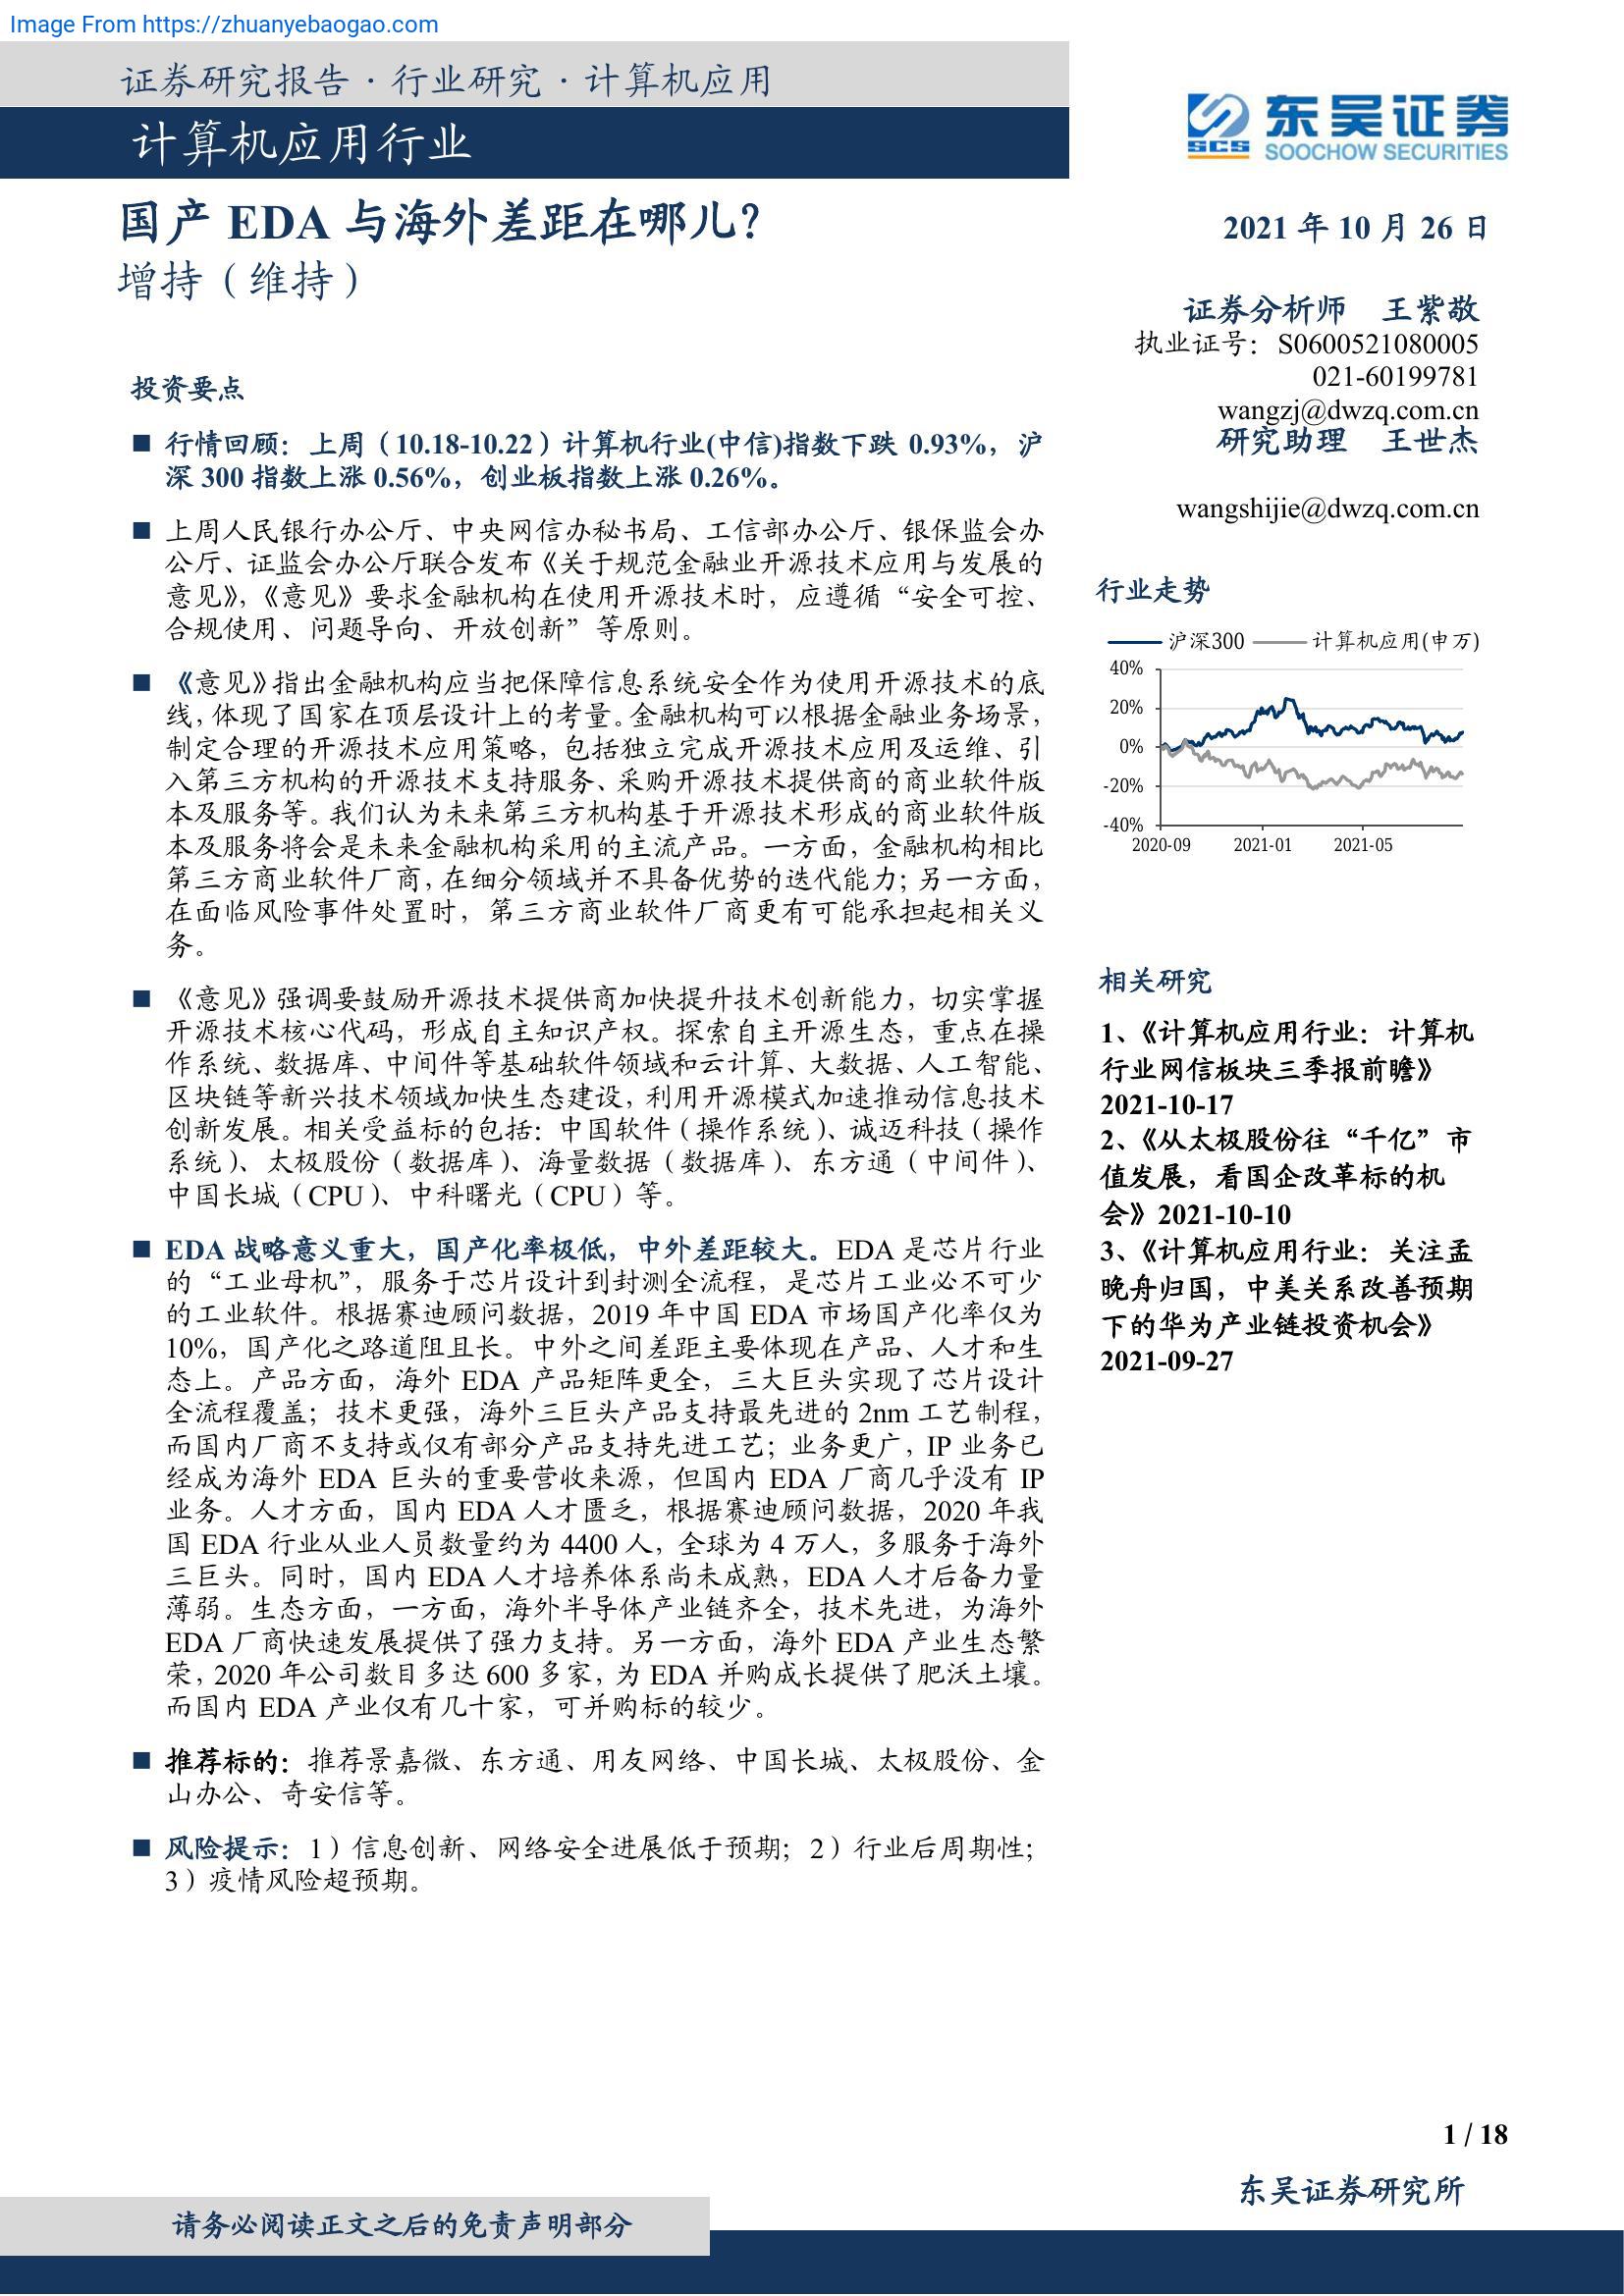 Image From https://zhuanyebaogao.com
证券研究报告·行业研究·计算机应用
计算机应用行业
东吴证券
SCS SOOCHOW SECURITIES
国产 EDA 与海外差距在哪儿?
增持（维持）
投资要点
■ 行情回顾：上周（10.18-10.22）计算机行业(中信)指数下跌 0.93%，沪
深 300 指数上涨 0.56%，创业板指数上涨 0.26%。
■ 上周人民银行办公厅、中央网信办秘书局、工信部办公厅、银保监会办
公厅、证监会办公厅联合发布《关于规范金融业开源技术应用与发展的
意见》，《意见》要求金融机构在使用开源技术时，应遵循“安全可控、
合规使用、问题导向、开放创新”等原则。
■ 《意见》指出金融机构应当把保障信息系统安全作为使用开源技术的底
线，体现了国家在顶层设计上的考量。金融机构可以根据金融业务场景，
制定合理的开源技术应用策略，包括独立完成开源技术应用及运维、引
入第三方机构的开源技术支持服务、采购开源技术提供商的商业软件版
本及服务等。我们认为未来第三方机构基于开源技术形成的商业软件版
本及服务将会是未来金融机构采用的主流产品。一方面，金融机构相比
第三方商业软件厂商，在细分领域并不具备优势的迭代能力；另一方面，
在面临风险事件处置时，第三方商业软件厂商更有可能承担起相关义
务。
■ 《意见》强调要鼓励开源技术提供商加快提升技术创新能力，切实掌握
开源技术核心代码，形成自主知识产权。探索自主开源生态，重点在操
作系统、数据库、中间件等基础软件领域和云计算、大数据、人工智能、
区块链等新兴技术领域加快生态建设，利用开源模式加速推动信息技术
创新发展。相关受益标的包括：中国软件（操作系统）、诚迈科技（操作
系统）、太极股份（数据库）、海量数据（数据库）、东方通（中间件）、
中国长城（CPU）、中科曙光（CPU）等。
■ EDA 战略意义重大，国产化率极低，中外差距较大。EDA 是芯片行业
的“工业母机”，服务于芯片设计到封测全流程，是芯片工业必不可少
的工业软件。根据赛迪顾问数据，2019 年中国 EDA 市场国产化率仅为
10%，国产化之路道阻且长。中外之间差距主要体现在产品、人才和生
态上。产品方面，海外 EDA 产品矩阵更全，三大巨头实现了芯片设计
全流程覆盖；技术更强，海外三巨头产品支持最先进的 2nm 工艺制程，
而国内厂商不支持或仅有部分产品支持先进工艺；业务更广，IP 业务已
经成为海外 EDA 巨头的重要营收来源，但国内 EDA 厂商几乎没有 IP
业务。人才方面，国内 EDA 人才匮乏，根据赛迪顾问数据，2020 年我
国 EDA 行业从业人员数量约为 4400 人，全球为 4 万人，多服务于海外
三巨头。同时，国内 EDA 人才培养体系尚未成熟，EDA 人才后备力量
薄弱。生态方面，一方面，海外半导体产业链齐全，技术先进，为海外
EDA 厂商快速发展提供了强力支持。另一方面，海外 EDA 产业生态繁
荣，2020 年公司数目多达 600 多家，为 EDA 并购成长提供了肥沃土壤。
而国内 EDA 产业仅有几十家，可并购标的较少。
■ 推荐标的：推荐景嘉微、东方通、用友网络、中国长城、太极股份、金
山办公、奇安信等。
■ 风险提示：1）信息创新、网络安全进展低于预期；2）行业后周期性；
3）疫情风险超预期。
2021 年 10 月 26 日
证券分析师 王紫敬
执业证号：S0600521080005
021-60199781
wangzj@dwzq.com.cn
研究助理 王世杰
wangshijie@dwzq.com.cn
行业走势
沪深300 计算机应用(申万)
40%
20%
0%
-20%
-40%
2020-09 2021-01 2021-05
相关研究
1、《计算机应用行业：计算机
行业网信板块三季报前瞻》
2021-10-17
2、《从太极股份往“千亿”市
值发展，看国企改革标的机
会》2021-10-10
3、《计算机应用行业：关注孟
晚舟归国，中美关系改善预期
下的华为产业链投资机会》
2021-09-27
1 / 18
东吴证券研究所
请务必阅读正文之后的免责声明部分